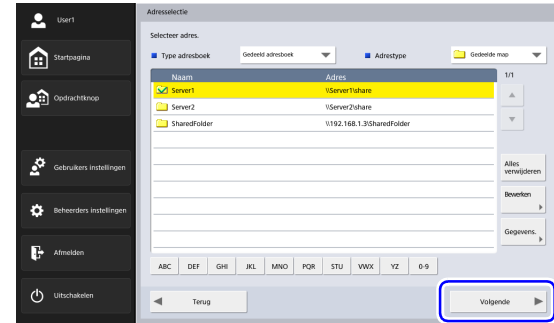 User1
Startpagina
Opdrachtknop
Gebruikers instellingen
Beheerders instellingen
Afmelden
Uitschakelen
Adresselectie
Selecteer adres.
Type adresboek
Gedeeld adresboek
Adrestype
Gedeelde map
Naam
Adres
1/1
Server1
\\Server1\share
Server2
\\Server2\share
SharedFolder
\\192.168.1.3\SharedFolder
Alles
verwijderen
Bewerken
Gegevens.
ABC DEF GHI JKL MNO PQR STU VWX YZ 0-9
Terug
Volgende